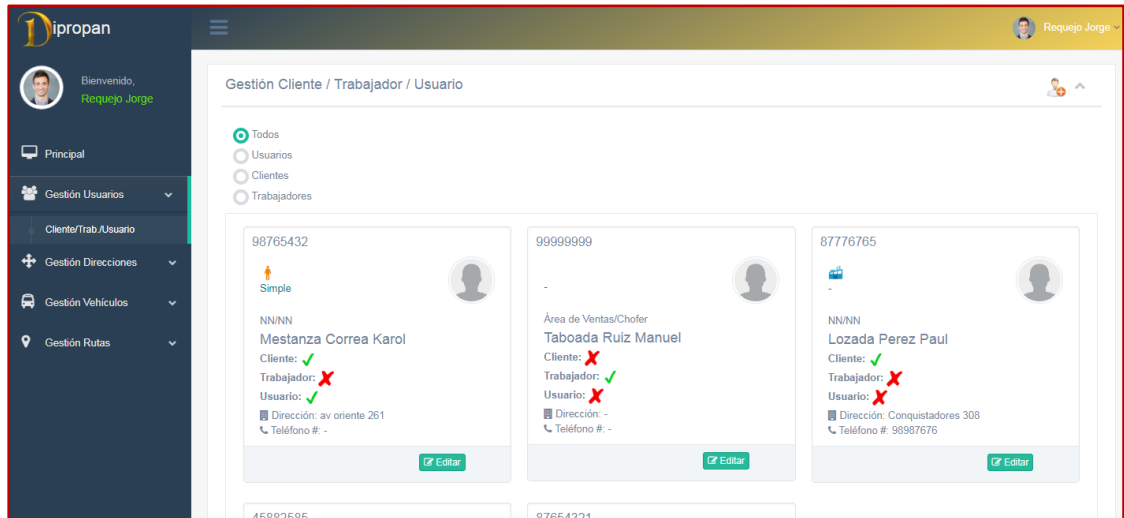 Dipropan
Requejo Jorge
Bienvenido,
Requejo Jorge
Principal
Gestión Usuarios
Cliente/Trab./Usuario
Gestión Direcciones
Gestión Vehículos
Gestión Rutas
Gestión Cliente / Trabajador / Usuario
Todos
Usuarios
Clientes
Trabajadores
98765432
Simple
NN/NN
Mestanza Correa Karol
Cliente:
Trabajador:
Usuario:
Dirección: av oriente 261
Teléfono #: -
Editar
99999999
-
Área de Ventas/Chofer
Taboada Ruiz Manuel
Cliente:
Trabajador:
Usuario:
Dirección: -
Teléfono #: -
Editar
87776765
-
NN/NN
Lozada Perez Paul
Cliente:
Trabajador:
Usuario:
Dirección: Conquistadores 308
Teléfono #: 98987676
Editar
45882585
87654321